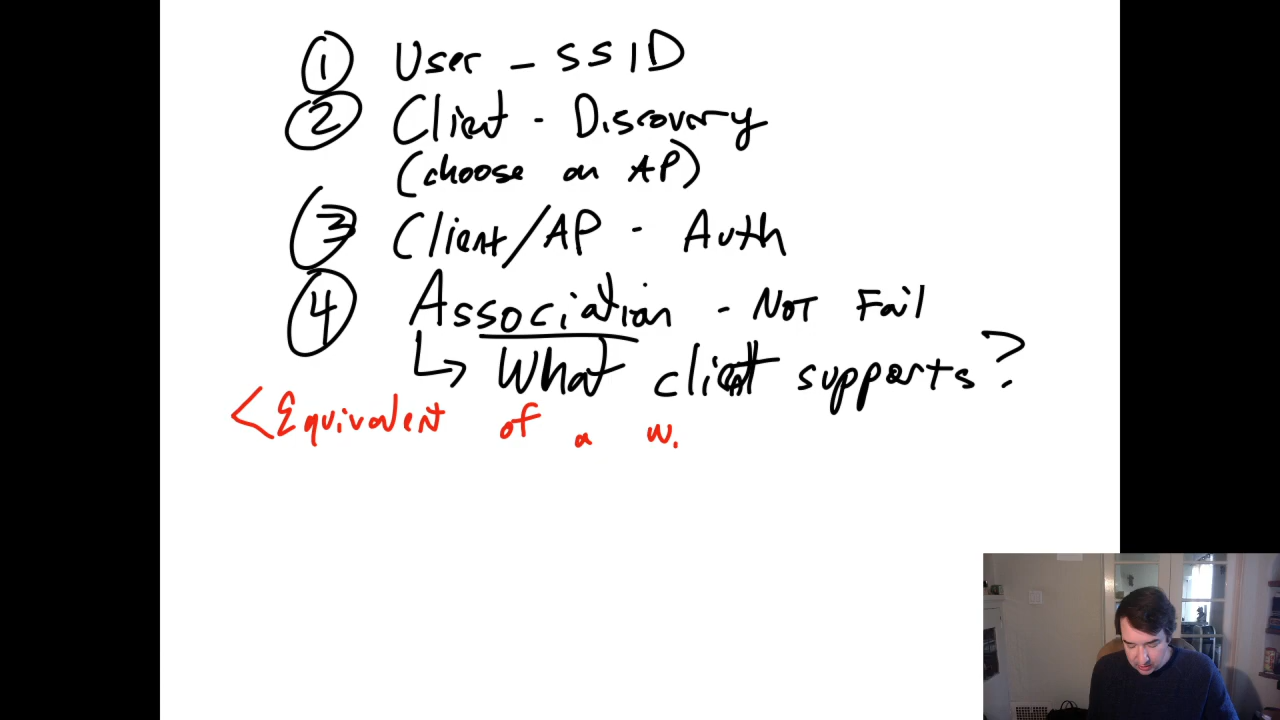 ① User - SSID
② Client - Discovery
(choose an AP)
③ Client/AP - Auth
④ Association - NOT Fail
↳ What client supports?
<Equivalent of a w.